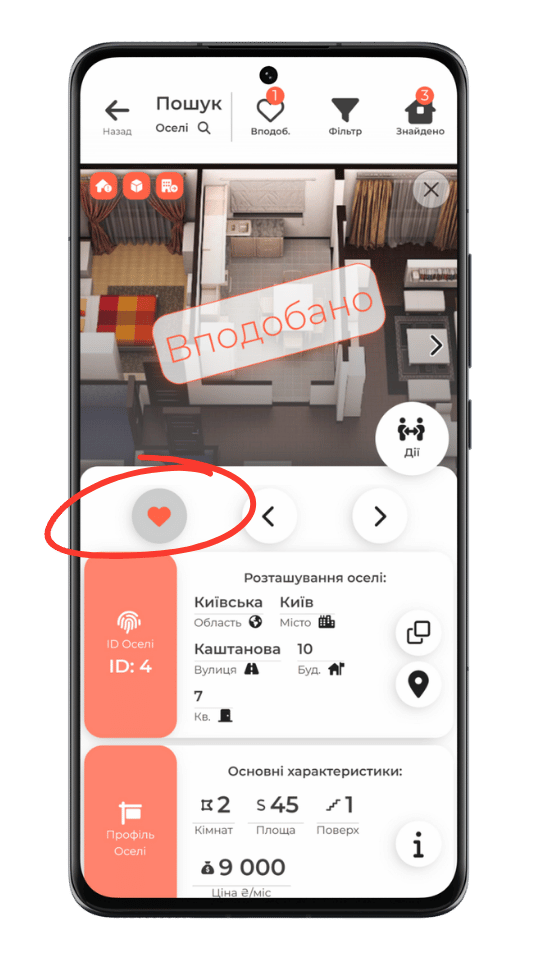 Пошук
Оселі
Назад
1
Вподоб.
Фільтр
3
Знайдено
Вподобано
Дії
Розташування оселі:
Київська Київ
Область Місто
ID Оселі
ID: 4
Каштанова 10
Вулиця Буд.
7
Кв.
Основні характеристики:
2 S 45 1
Кімнат Площа Поверх
Профіль
Оселі
9 000
Ціна ₴/міс